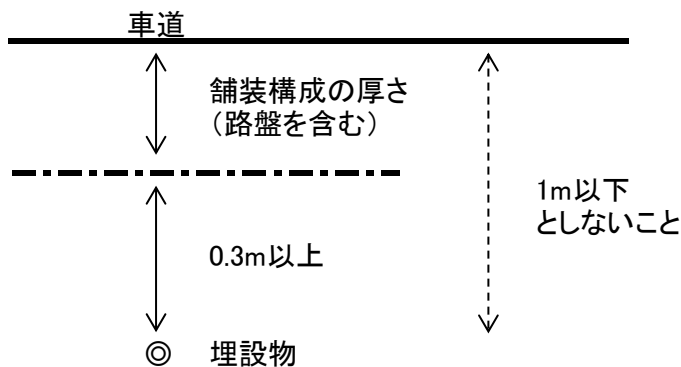 車道
舗装構成の厚さ
（路盤を含む）
1m以下
としないこと
0.3m以上
◎ 埋設物